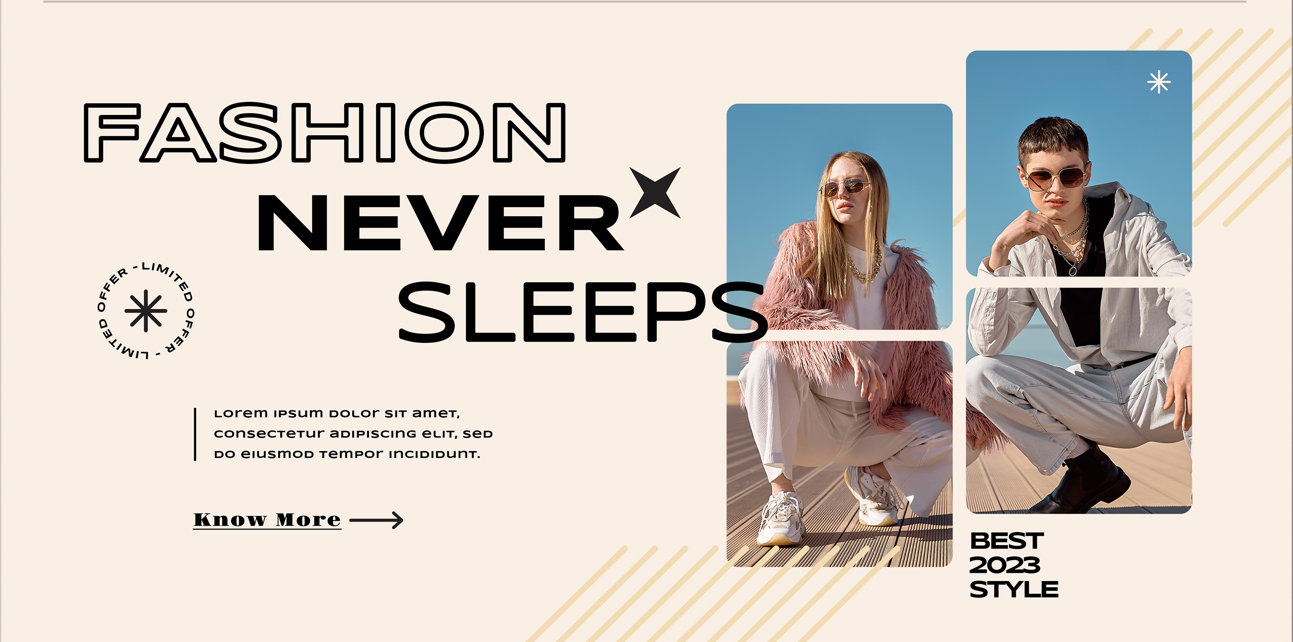 FASHION
NEVER
SLEEPS
LIMITED OFFER - LIMITED OFFER -
Lorem ipsum dolor sit amet,
consectetur adipiscing elit, sed
do eiusmod tempor incididunt.
Know More
BEST
2023
STYLE